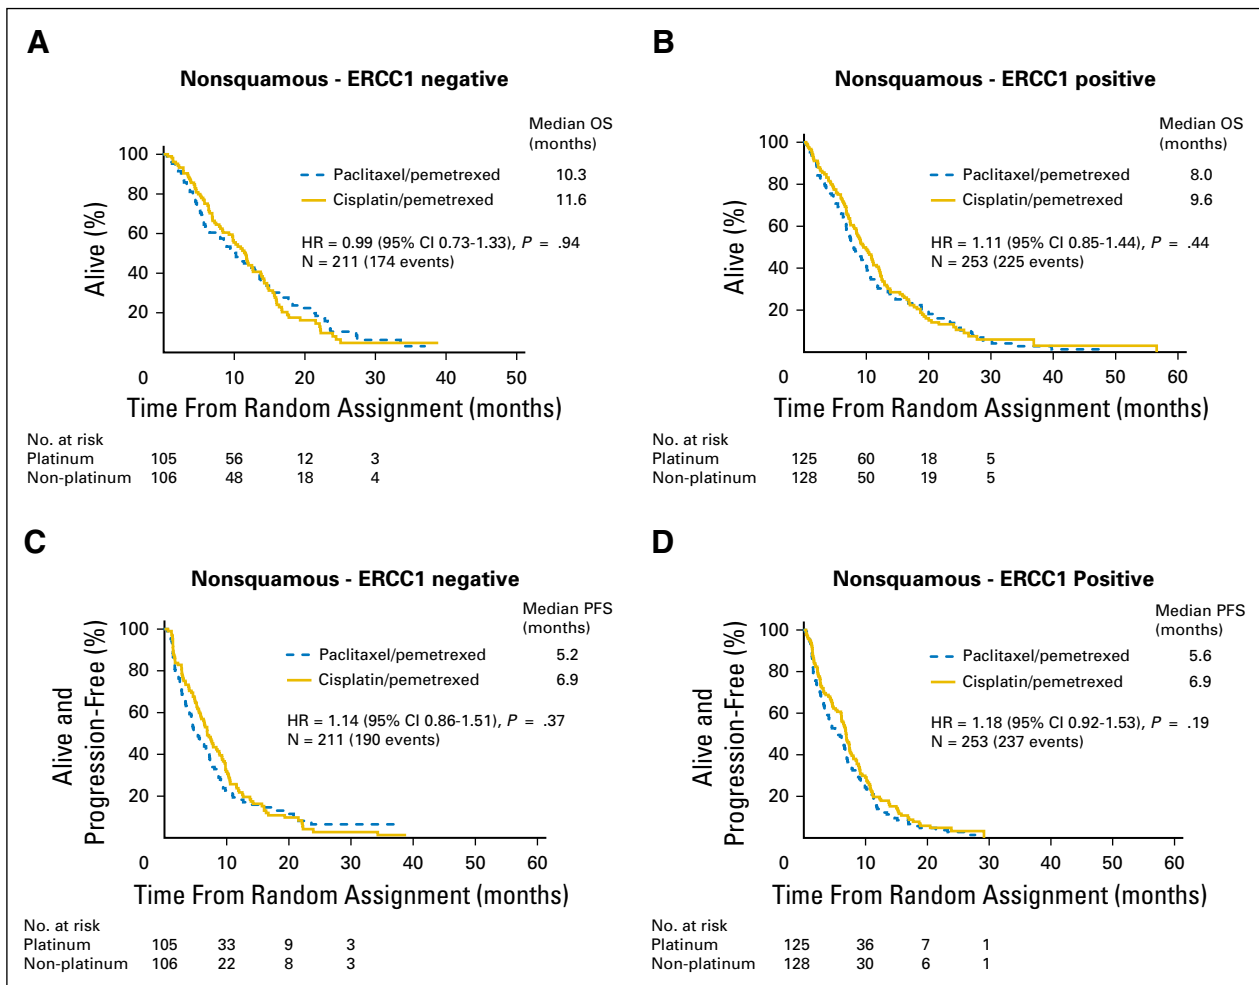 A
Nonsquamous - ERCC1 negative
Median OS
(months)
Paclitaxel/pemetrexed 10.3
Cisplatin/pemetrexed 11.6
HR = 0.99 (95% CI 0.73-1.33), P = .94
N = 211 (174 events)
Alive (%)
100
80
60
40
20
0 10 20 30 40 50
Time From Random Assignment (months)
No. at risk
Platinum 105 56 12 3
Non-platinum 106 48 18 4
B
Nonsquamous - ERCC1 positive
Median OS
(months)
Paclitaxel/pemetrexed 8.0
Cisplatin/pemetrexed 9.6
HR = 1.11 (95% CI 0.85-1.44), P = .44
N = 253 (225 events)
Alive (%)
100
80
60
40
20
0 10 20 30 40 50 60
Time From Random Assignment (months)
No. at risk
Platinum 125 60 18 5
Non-platinum 128 50 19 5
C
Nonsquamous - ERCC1 negative
Median PFS
(months)
Paclitaxel/pemetrexed 5.2
Cisplatin/pemetrexed 6.9
HR = 1.14 (95% CI 0.86-1.51), P = .37
N = 211 (190 events)
Alive and
Progression-Free (%)
100
80
60
40
20
0 10 20 30 40 50 60
Time From Random Assignment (months)
No. at risk
Platinum 105 33 9 3
Non-platinum 106 22 8 3
D
Nonsquamous - ERCC1 Positive
Median PFS
(months)
Paclitaxel/pemetrexed 5.6
Cisplatin/pemetrexed 6.9
HR = 1.18 (95% CI 0.92-1.53), P = .19
N = 253 (237 events)
Alive and
Progression-Free (%)
100
80
60
40
20
0 10 20 30 40 50 60
Time From Random Assignment (months)
No. at risk
Platinum 125 36 7 1
Non-platinum 128 30 6 1